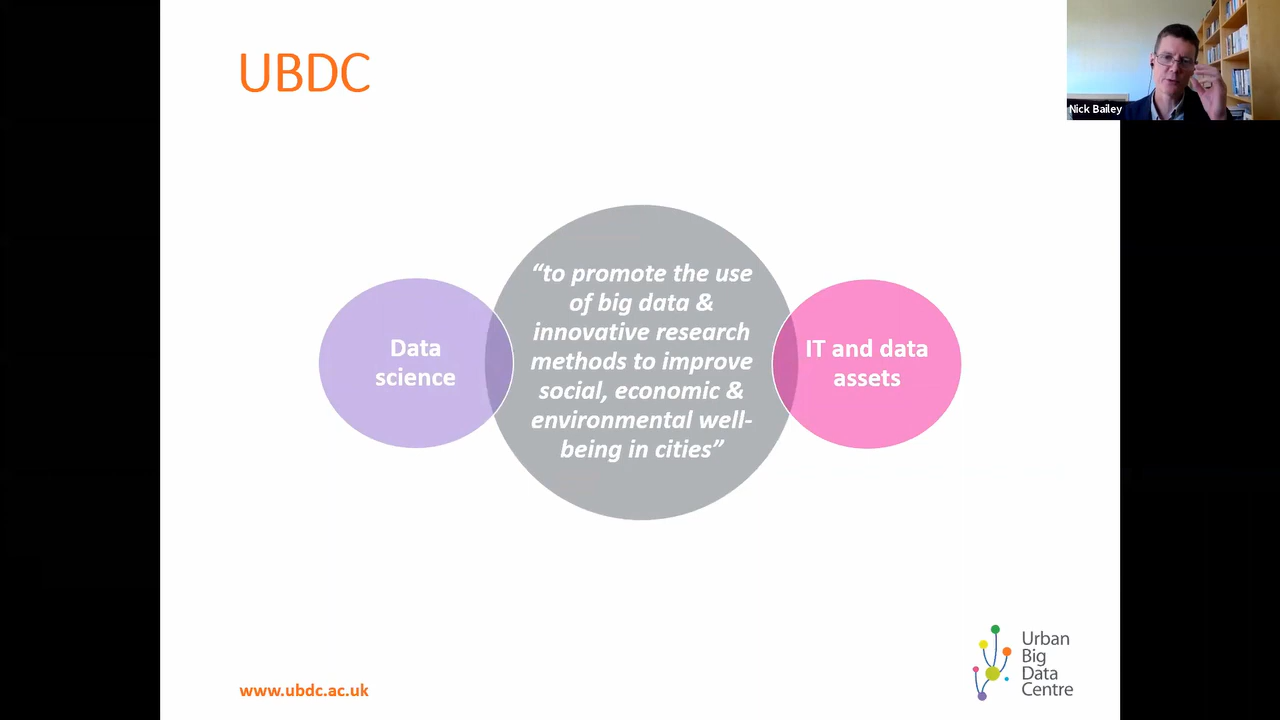 UBDC
Nick Bailey
“to promote the use
of big data &
innovative research
methods to improve
social, economic &
environmental well-
being in cities”
Data
science
IT and data
assets
www.ubdc.ac.uk
Urban
Big
Data
Centre